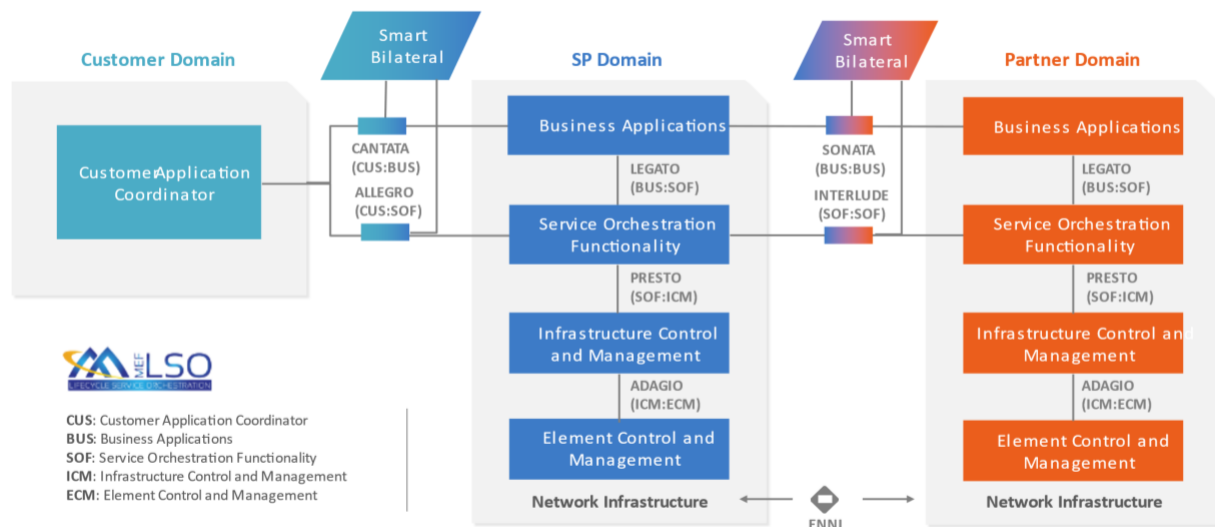 Customer Domain
Smart
Bilateral
SP Domain
Smart
Bilateral
Partner Domain
Customer Application
Coordinator
CANTATA
(CUS:BUS)
ALLEGRO
(CUS:SOF)
Business Applications
LEGATO
(BUS:SOF)
Service Orchestration
Functionality
PRESTO
(SOF:ICM)
Infrastructure Control
and Management
ADAGIO
(ICM:ECM)
Element Control and
Management
Network Infrastructure
SONATA
(BUS:BUS)
INTERLUDE
(SOF:SOF)
Business Applications
LEGATO
(BUS:SOF)
Service Orchestration
Functionality
PRESTO
(SOF:ICM)
Infrastructure Control and
Management
ADAGIO
(ICM:ECM)
Element Control and
Management
Network Infrastructure
ENNI
MEF
LSO
LIFECYCLE SERVICE ORCHESTRATION
CUS: Customer Application Coordinator
BUS: Business Applications
SOF: Service Orchestration Functionality
ICM: Infrastructure Control and Management
ECM: Element Control and Management